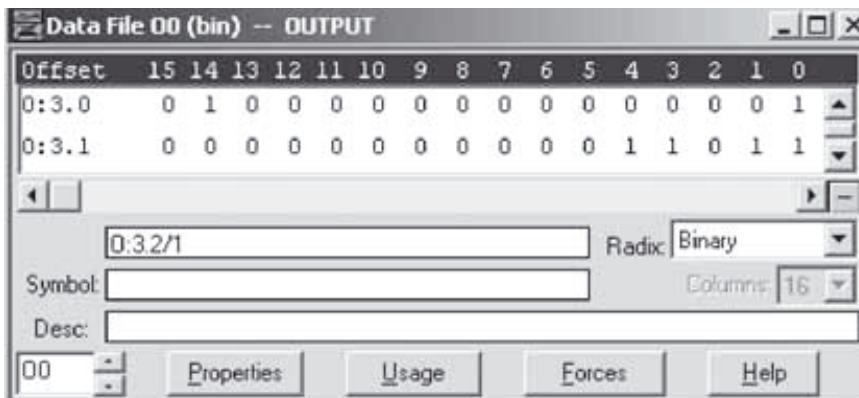 Data File O0 (bin) -- OUTPUT
Offset 15 14 13 12 11 10 9 8 7 6 5 4 3 2 1 0
O:3.0 0 1 0 0 0 0 0 0 0 0 0 0 0 0 0 1
O:3.1 0 0 0 0 0 0 0 0 0 0 0 1 1 0 1 1
O:3.2/1 Radix: Binary
Symbol: Columns: 16
Desc:
O0 Properties Usage Forces Help